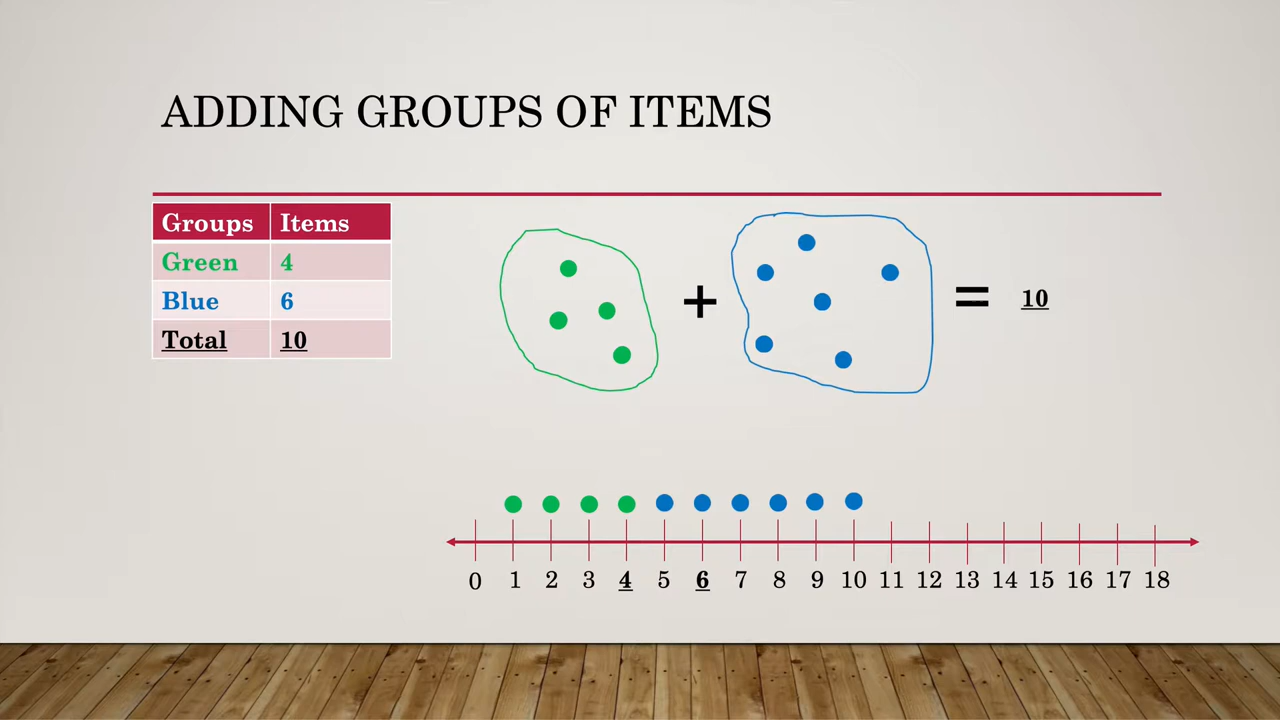 ADDING GROUPS OF ITEMS
Groups Items
Green 4
Blue 6
Total 10
+ = 10
0 1 2 3 4 5 6 7 8 9 10 11 12 13 14 15 16 17 18